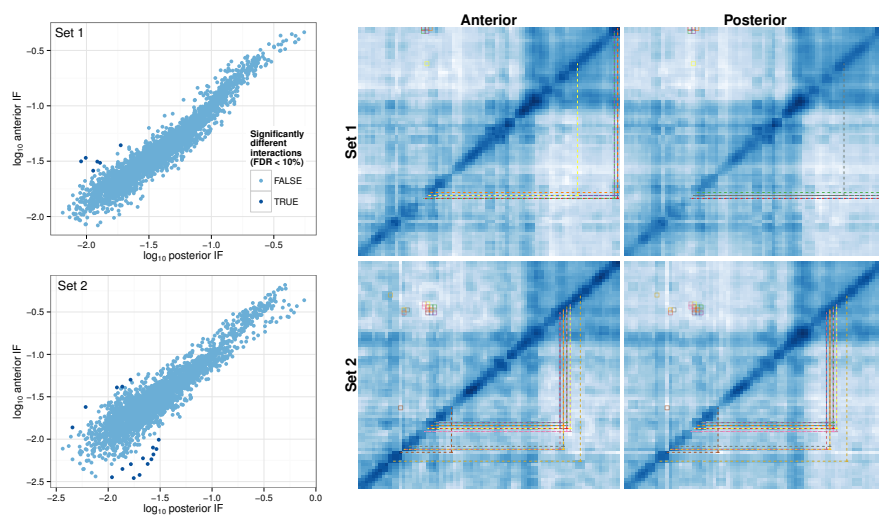 Anterior
Posterior
Set 1
−0.5
−1.0
−1.5
−2.0
log10 anterior IF
Significantly
different
interactions
(FDR < 10%)
FALSE
TRUE
−2.0
−1.5
−1.0
−0.5
log10 posterior IF
Set 1
Set 2
−0.5
−1.0
−1.5
−2.0
−2.5
log10 anterior IF
−2.5
−2.0
−1.5
−1.0
−0.5
0.0
log10 posterior IF
Set 2